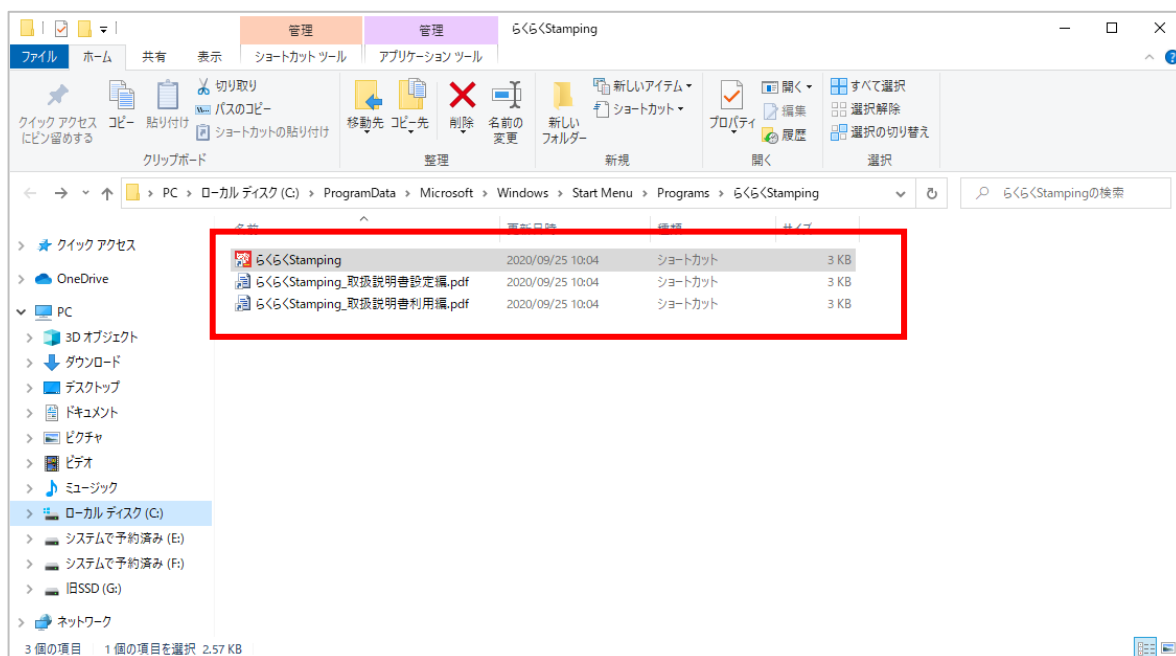 管理 管理 らくらくStamping
ファイル ホーム 共有 表示 ショートカット ツール アプリケーション ツール
クイック アクセスにピン留めする
コピー
貼り付け
切り取り
パスのコピー
ショートカットの貼り付け
クリップボード
移動先
コピー先
削除
名前の変更
整理
新しいフォルダー
新しいアイテム
ショートカット
新規
プロパティ
開く
編集
履歴
開く
すべて選択
選択解除
選択の切り替え
選択
PC › ローカル ディスク (C:) › ProgramData › Microsoft › Windows › Start Menu › Programs › らくらくStamping
らくらくStampingの検索
名前 更新日時 種類 サイズ
らくらくStamping 2020/09/25 10:04 ショートカット 3 KB
らくらくStamping_取扱説明書設定編.pdf 2020/09/25 10:04 ショートカット 3 KB
らくらくStamping_取扱説明書利用編.pdf 2020/09/25 10:04 ショートカット 3 KB
クイック アクセス
OneDrive
PC
3D オブジェクト
ダウンロード
デスクトップ
ドキュメント
ピクチャ
ビデオ
ミュージック
ローカル ディスク (C:)
システムで予約済み (E:)
システムで予約済み (F:)
旧SSD (G:)
ネットワーク
3 個の項目 1 個の項目を選択 2.57 KB